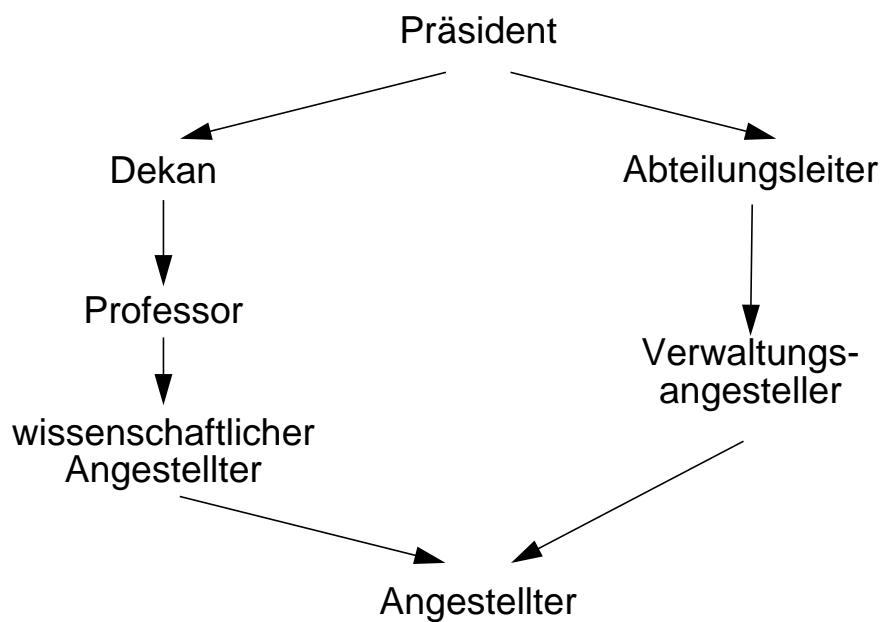 Präsident
Dekan
Abteilungsleiter
Professor
Verwaltungs-
angesteller
wissenschaftlicher
Angestellter
Angestellter